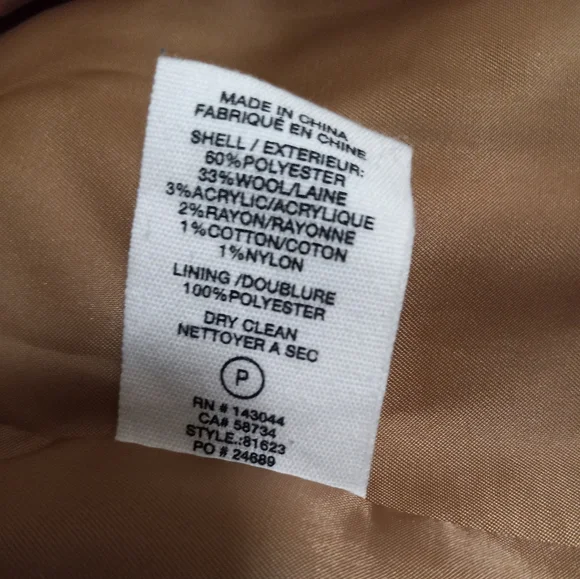 MADE IN CHINA
FABRIQUÉ EN CHINE
SHELL / EXTERIEUR:
60%POLYESTER
33%WOOL/LAINE
3%ACRYLIC/ACRYLIQUE
2%RAYON/RAYONNE
1%COTTON/COTON
1%NYLON
LINING /DOUBLURE
100%POLYESTER
DRY CLEAN
NETTOYER A SEC
P
RN # 143044
CA# 58734
STYLE.:81623
PO # 24689